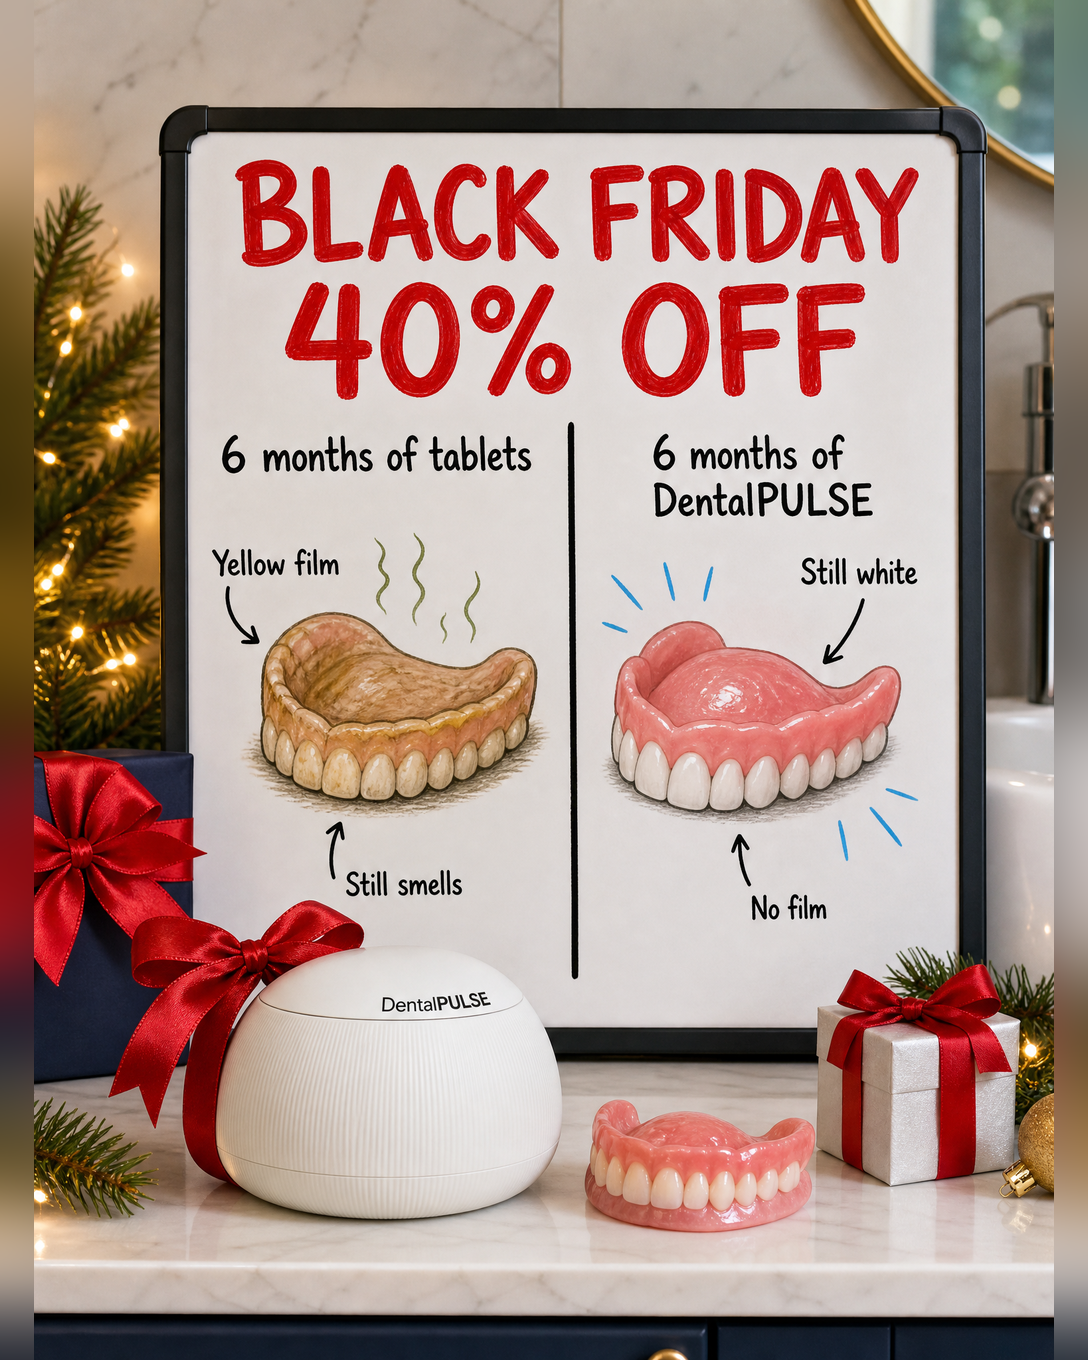 BLACK FRIDAY
40% OFF
6 months of tablets
6 months of
DentalPULSE
Yellow film
Still white
Still smells
No film
DentalPULSE